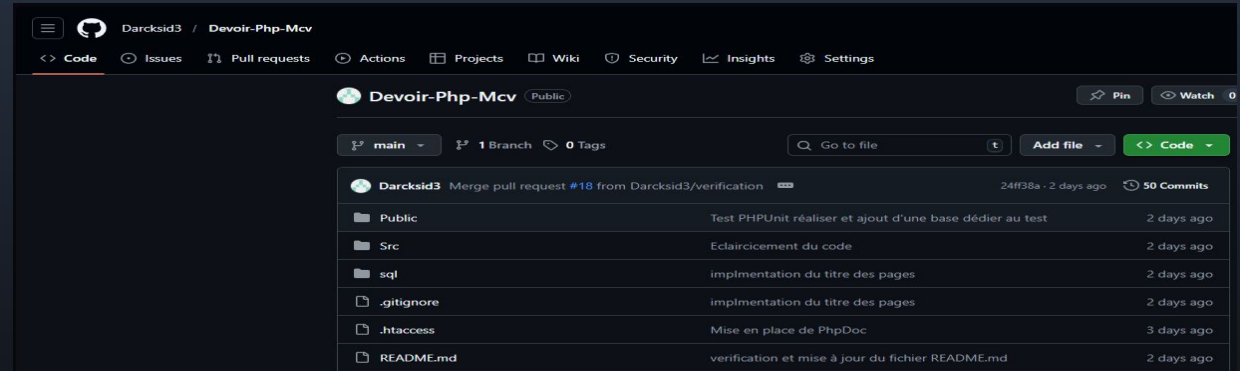 Darcksid3 / Devoir-Php-Mcv
Code Issues Pull requests Actions Projects Wiki Security Insights Settings
Devoir-Php-Mcv Public Pin Watch 0
main 1 Branch 0 Tags Go to file t Add file Code
Darcksid3 Merge pull request #18 from Darcksid3/verification 24ff38a · 2 days ago 50 Commits
Public Test PHPUnit réaliser et ajout d'une base dédier au test 2 days ago
Src Eclaircicement du code 2 days ago
sql implmentation du titre des pages 2 days ago
.gitignore implmentation du titre des pages 2 days ago
.htaccess Mise en place de PhpDoc 3 days ago
README.md verification et mise à jour du fichier README.md 2 days ago